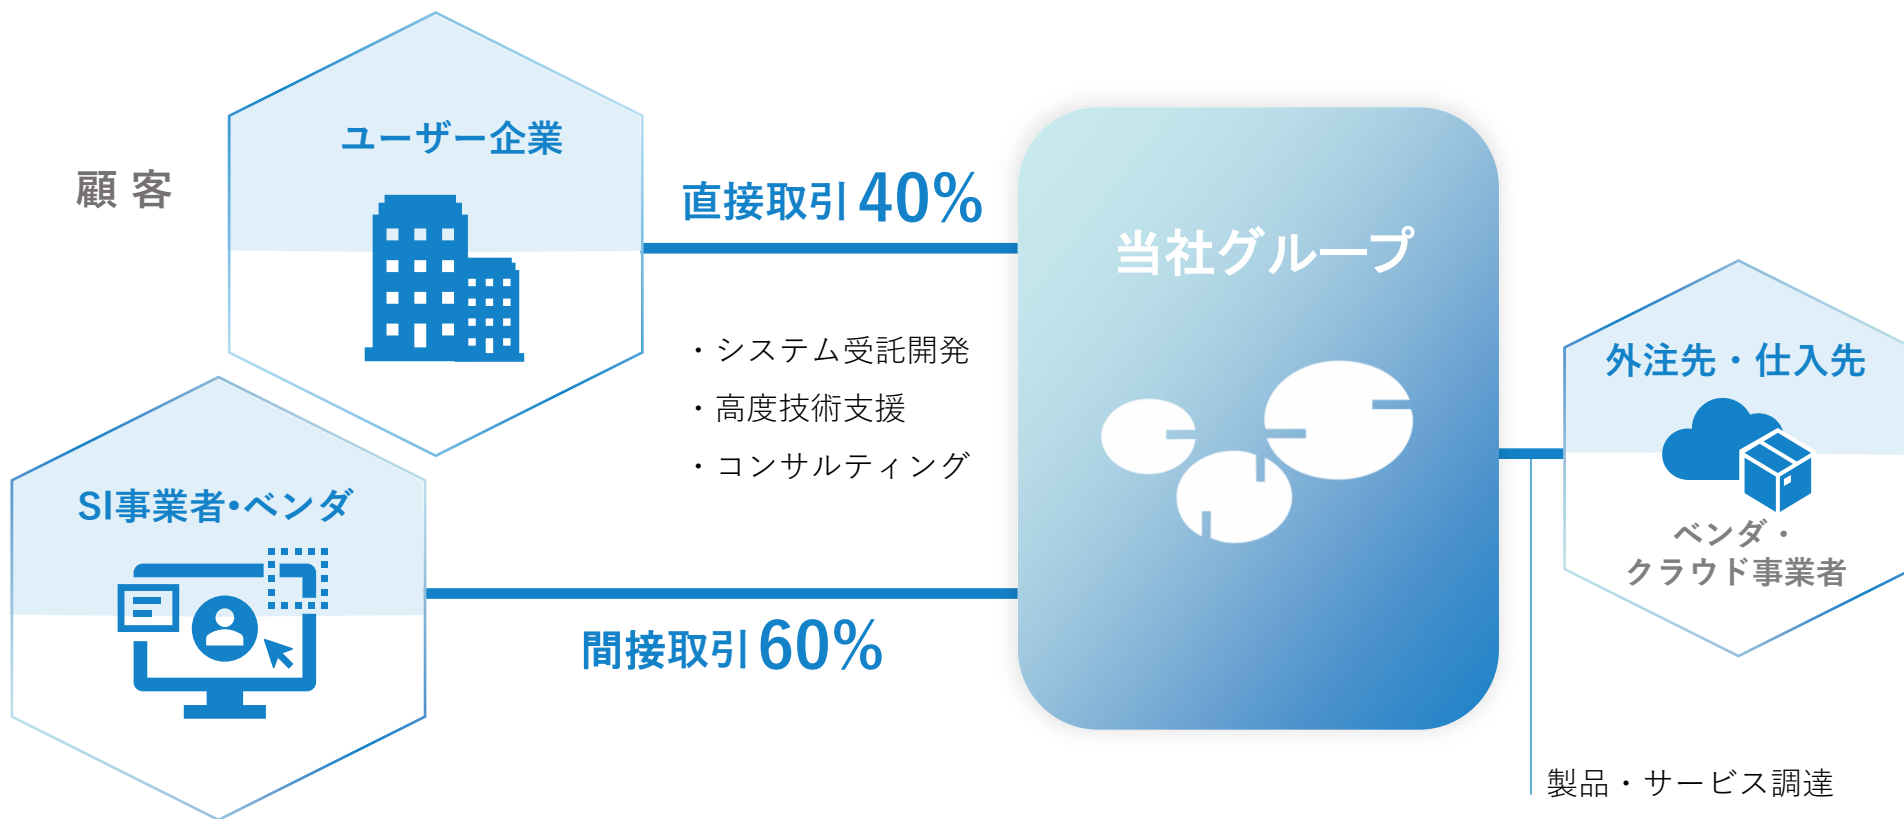 顧客
ユーザー企業
直接取引 40%
・システム受託開発
・高度技術支援
・コンサルティング
SI事業者・ベンダ
間接取引 60%
当社グループ
外注先・仕入先
ベンダ・
クラウド事業者
製品・サービス調達